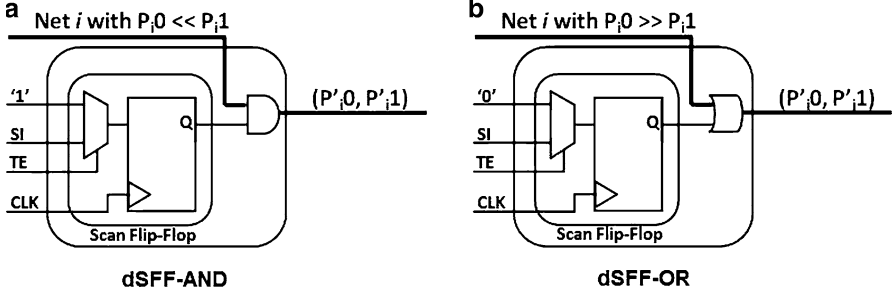 a
Net i with Pi0 << Pi1
(P'i0, P'i1)
'1'
SI
TE
CLK
Q
Scan Flip-Flop
dSFF-AND
b
Net i with Pi0 >> Pi1
(P'i0, P'i1)
'0'
SI
TE
CLK
Q
Scan Flip-Flop
dSFF-OR